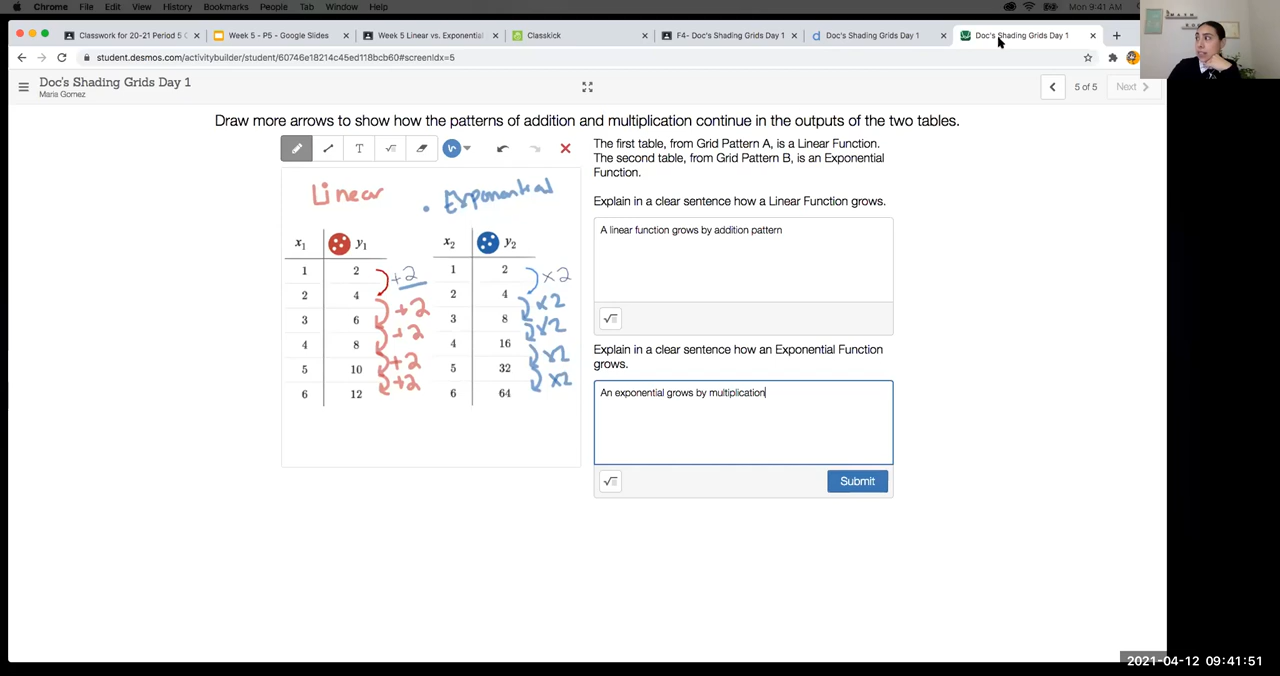 Chrome File Edit View History Bookmarks People Tab Window Help Mon 9:41 AM
Classwork for 20-21 Period 5 C Week 5 - P5 - Google Slides Week 5 Linear vs. Exponential Classkick F4- Doc's Shading Grids Day 1 Doc's Shading Grids Day 1 Doc's Shading Grids Day 1
student.desmos.com/activitybuilder/student/60746e18214c45ed118bcb60#screenIdx=5
Doc's Shading Grids Day 1
Maria Gomez
5 of 5 Next
Draw more arrows to show how the patterns of addition and multiplication continue in the outputs of the two tables.
T √
Linear Exponential
x1 y1 x2 y2
1 2 +2 1 2 x2
2 4 +2 2 4 x2
3 6 +2 3 8 x2
4 8 +2 4 16 x2
5 10 +2 5 32 x2
6 12 6 64
The first table, from Grid Pattern A, is a Linear Function.
The second table, from Grid Pattern B, is an Exponential
Function.
Explain in a clear sentence how a Linear Function grows.
A linear function grows by addition pattern
√
Explain in a clear sentence how an Exponential Function
grows.
An exponential grows by multiplication
√
Submit
2021-04-12 09:41:51